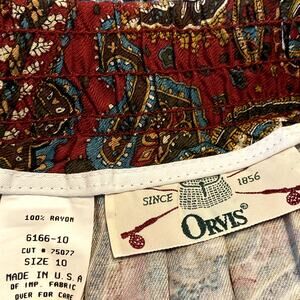 100% RAYON
6166-10
CUT # 75077
SIZE 10
MADE IN U.S.A
OF IMP. FABRIC
OVER FOR CARE
SINCE 1856
ORVIS